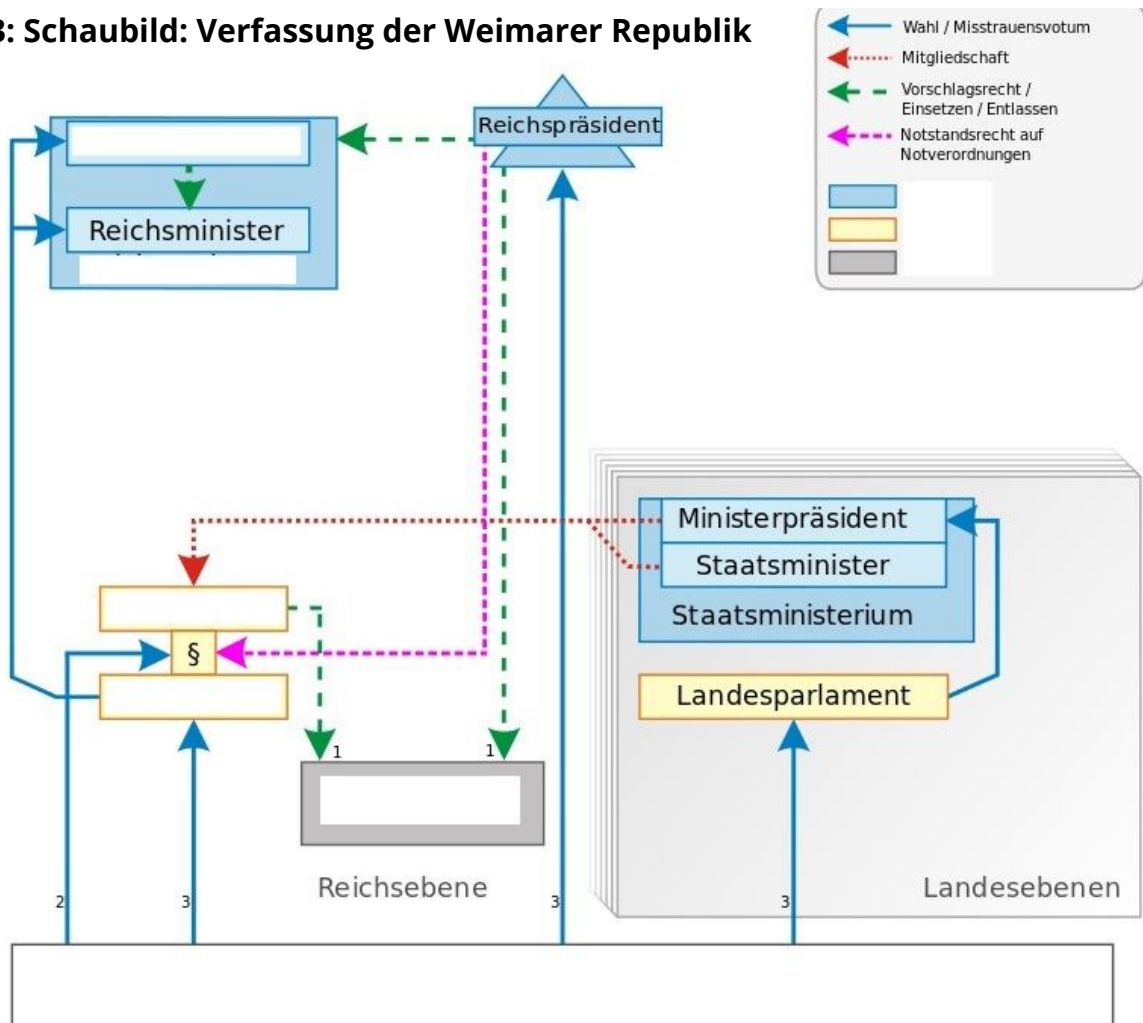 3: Schaubild: Verfassung der Weimarer Republik
Wahl / Misstrauensvotum
Mitgliedschaft
Vorschlagsrecht /
Einsetzen / Entlassen
Notstandsrecht auf
Notverordnungen
Reichspräsident
Reichsminister
Ministerpräsident
Staatsminister
Staatsministerium
§
Landesparlament
1
1
Reichsebene
Landesebenen
2
3
3
3